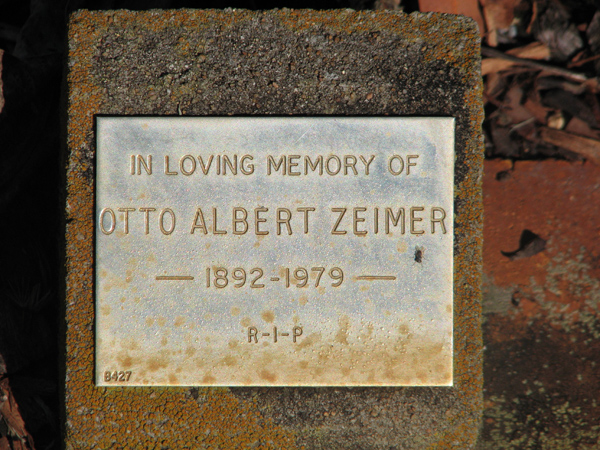 IN LOVING MEMORY OF
OTTO ALBERT ZEIMER
— 1892-1979 —
R-I-P
8427